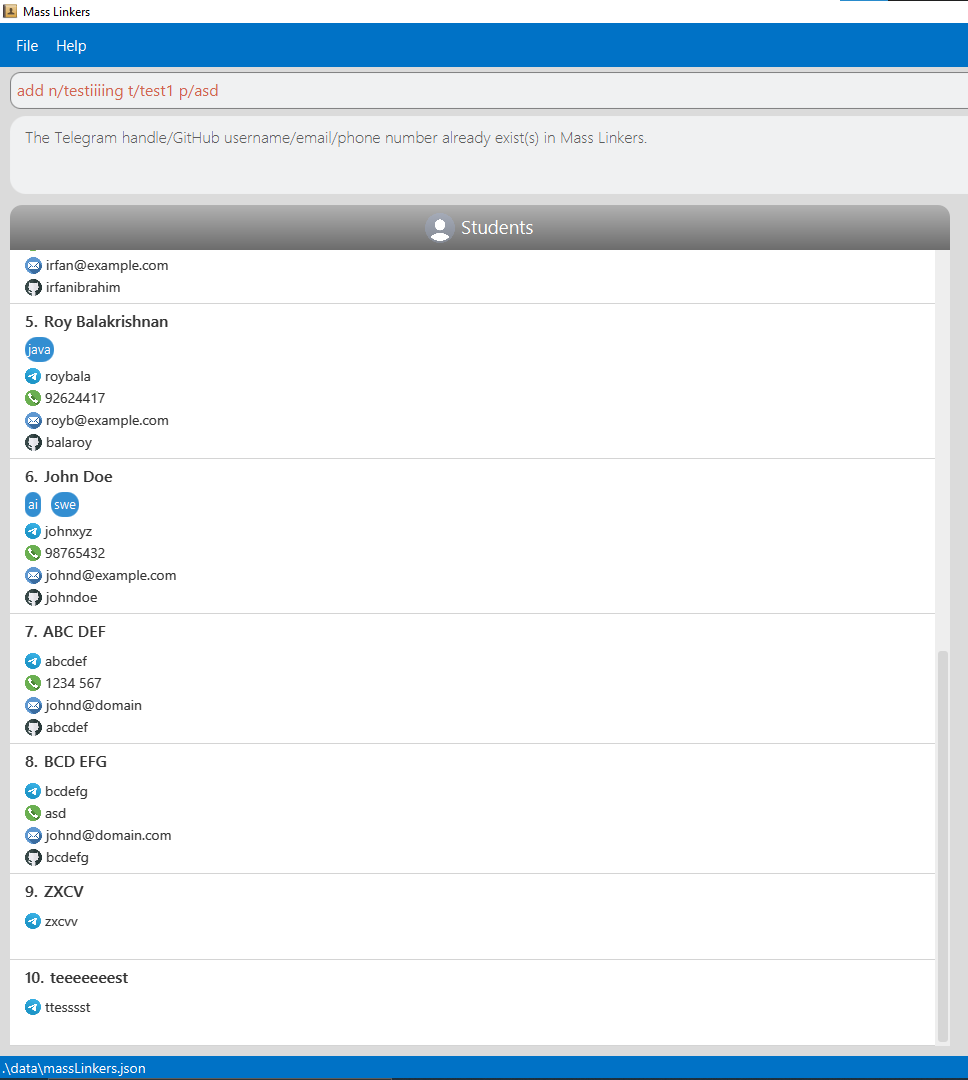 Mass Linkers
File Help
add n/testiiiing t/test1 p/asd
The Telegram handle/GitHub username/email/phone number already exist(s) in Mass Linkers.
Students
irfan@example.com
irfanibrahim
5. Roy Balakrishnan
java
roybala
92624417
royb@example.com
balaroy
6. John Doe
ai swe
johnxyz
98765432
johnd@example.com
johndoe
7. ABC DEF
abcdef
1234 567
johnd@domain
abcdef
8. BCD EFG
bcdefg
asd
johnd@domain.com
bcdefg
9. ZXCV
zxcvv
10. teeeeeeest
ttesssst
.\data\massLinkers.json